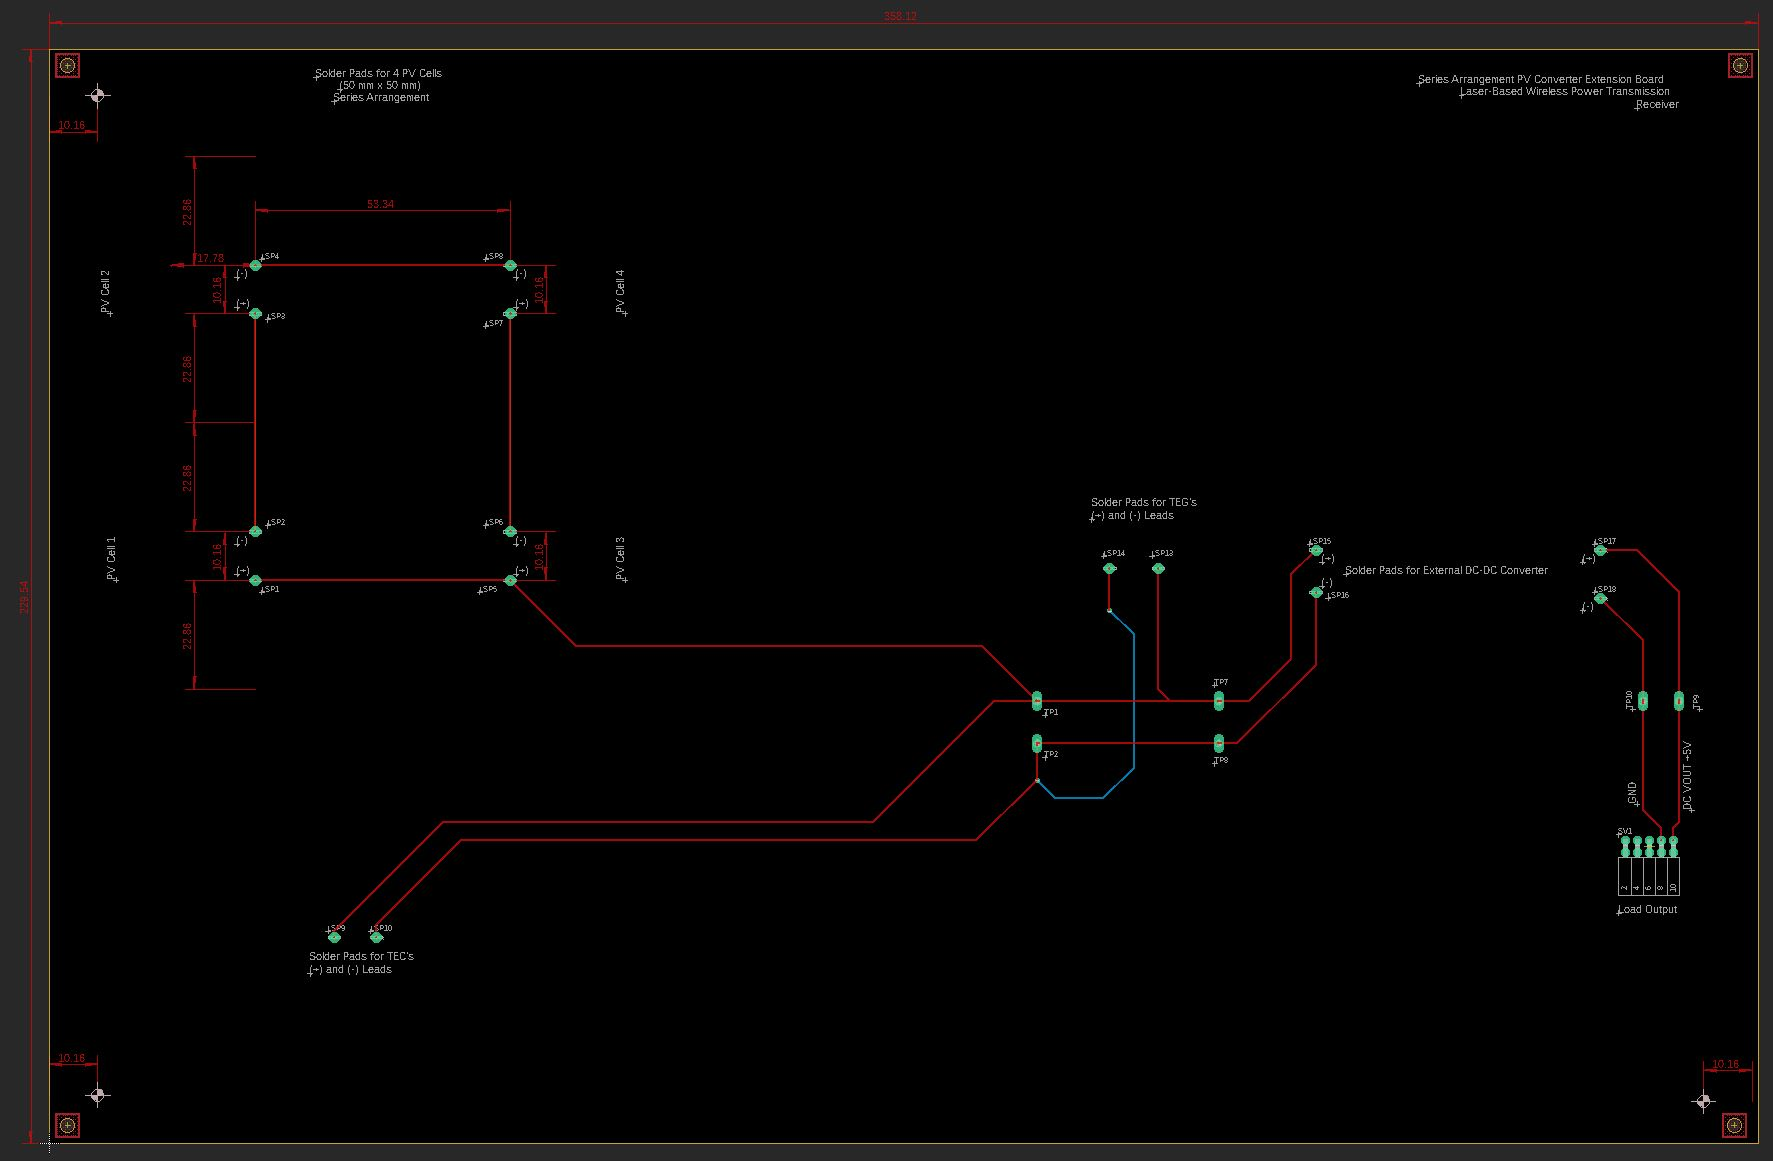 358.12
Solder Pads for 4 PV Cells
(50 mm x 50 mm)
Series Arrangement
Series Arrangement PV Converter Extension Board
Laser-Based Wireless Power Transmission
Receiver
10.16
22.86
53.34
17.78
SP4
SP8
(-)
(-)
PV Cell 2
10.16
10.16
PV Cell 4
(+)
(+)
SP3
SP7
22.86
22.86
SP2
SP6
(-)
(-)
PV Cell 1
10.16
10.16
PV Cell 3
(+)
(+)
SP1
SP5
229.54
22.86
Solder Pads for TEG's
(+) and (-) Leads
SP14
SP13
SP15
(+)
Solder Pads for External DC-DC Converter
(-)
SP16
SP17
(+)
SP18
(-)
TP7
TP1
TP2
TP8
TP10
TP9
GND
DC VOUT +5V
SV1
2
4
6
8
10
Load Output
SP9
SP10
Solder Pads for TEC's
(+) and (-) Leads
10.16
10.16